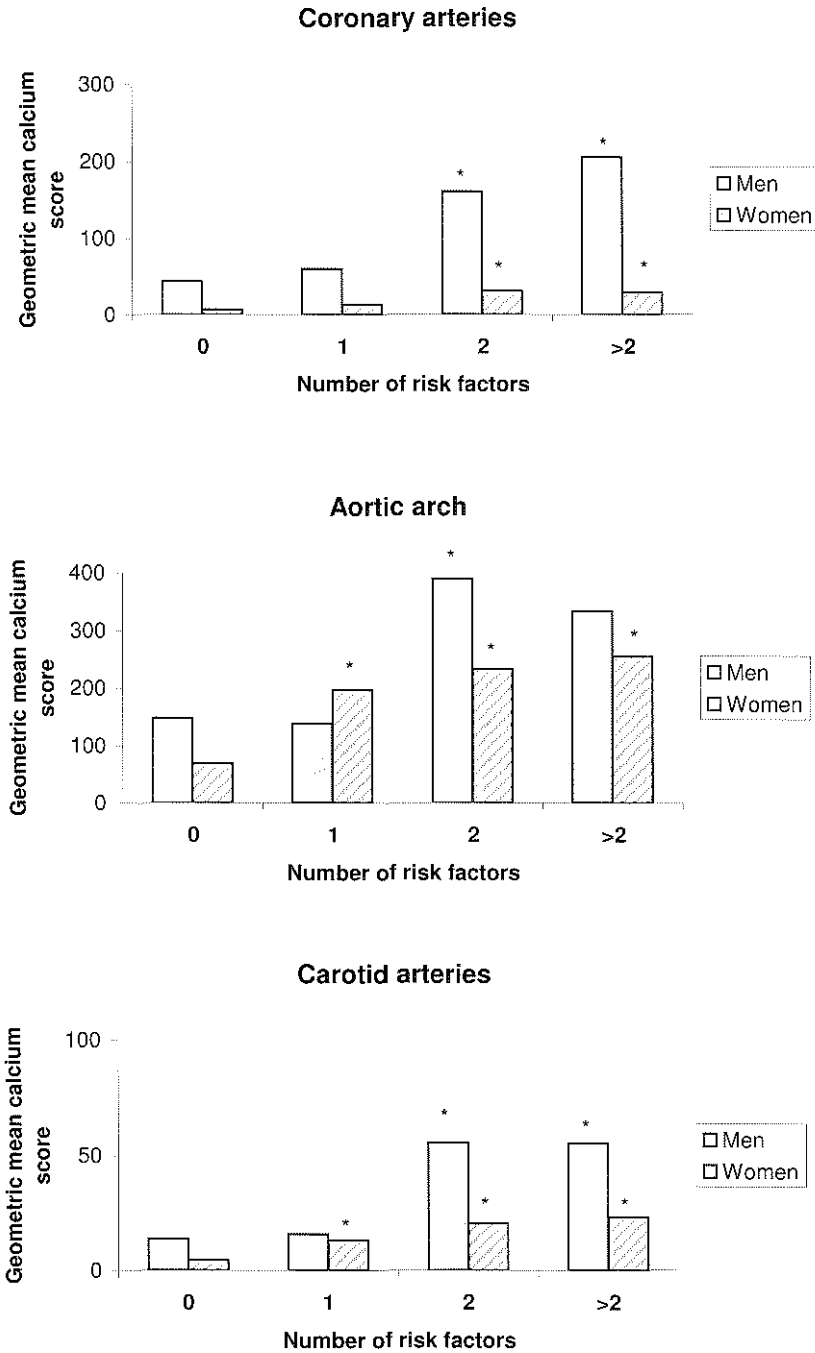 Coronary arteries
Geometric mean calcium
score
300
200
100
0
* * * *
0 1 2 >2
Number of risk factors
Men
Women
Aortic arch
Geometric mean calcium
score
400
300
200
100
0
* * * *
0 1 2 >2
Number of risk factors
Men
Women
Carotid arteries
Geometric mean calcium
score
100
50
0
* * * * *
0 1 2 >2
Number of risk factors
Men
Women